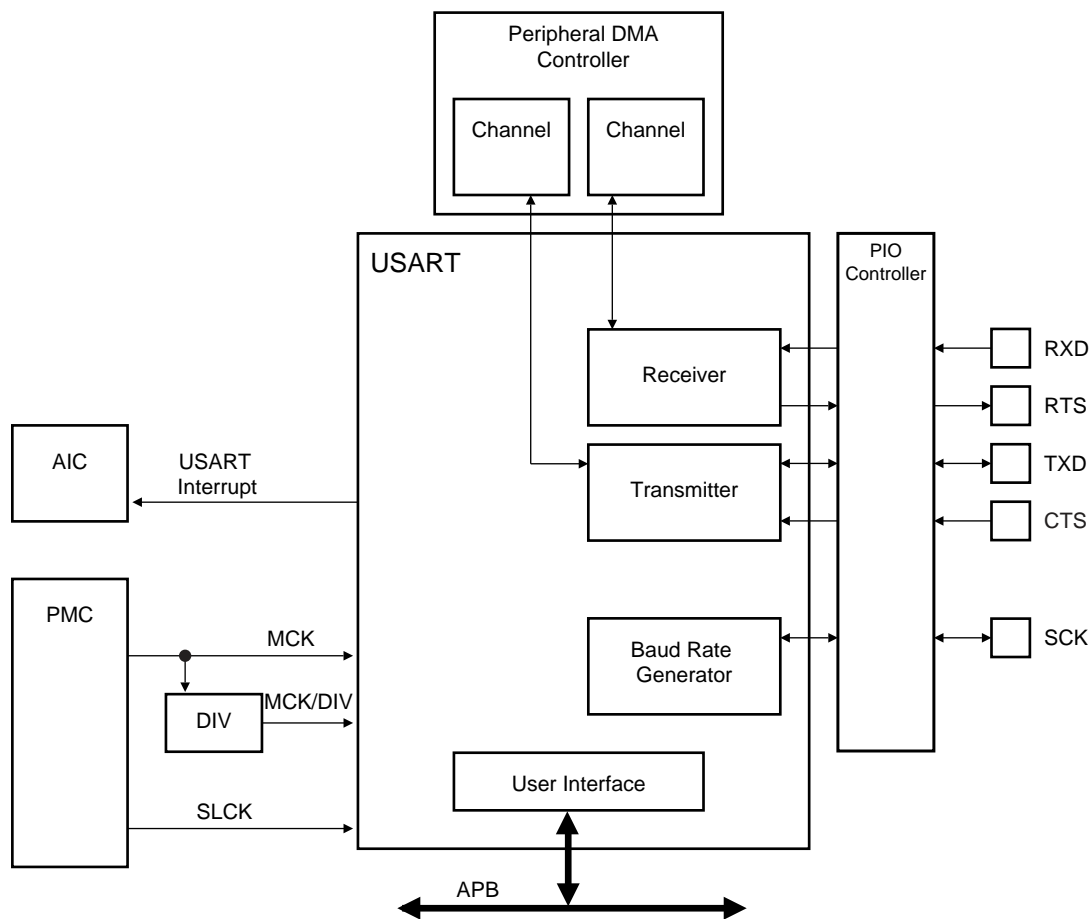 Peripheral DMA
Controller
Channel
Channel
USART
PIO
Controller
Receiver
RXD
RTS
AIC
USART
Interrupt
Transmitter
TXD
CTS
PMC
MCK
Baud Rate
Generator
SCK
DIV
MCK/DIV
User Interface
SLCK
APB